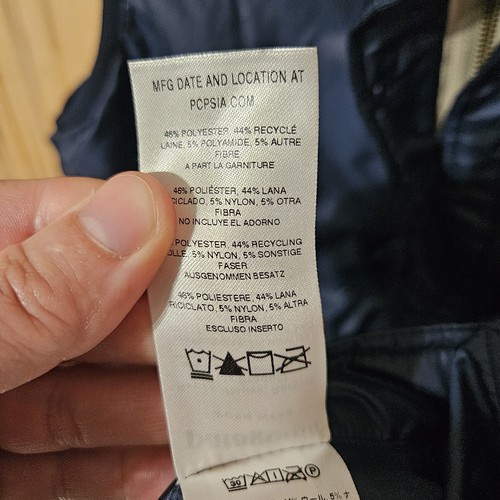 MFG DATE AND LOCATION AT
PCPSIA.COM
46% POLYESTER, 44% RECYCLÉ
LAINE, 5% POLYAMIDE, 5% AUTRE
FIBRE
A PART LA GARNITURE
46% POLIÉSTER, 44% LANA
CICLADO, 5% NYLON, 5% OTRA
FIBRA
NO INCLUYE EL ADORNO
POLYESTER, 44% RECYCLING
OLLE, 5% NYLON, 5% SONSTIGE
FASER
AUSGENOMMEN BESATZ
46% POLIESTERE, 44% LANA
RICICLATO, 5% NYLON, 5% ALTRA
FIBRA
ESCLUSO INSERTO
30
P